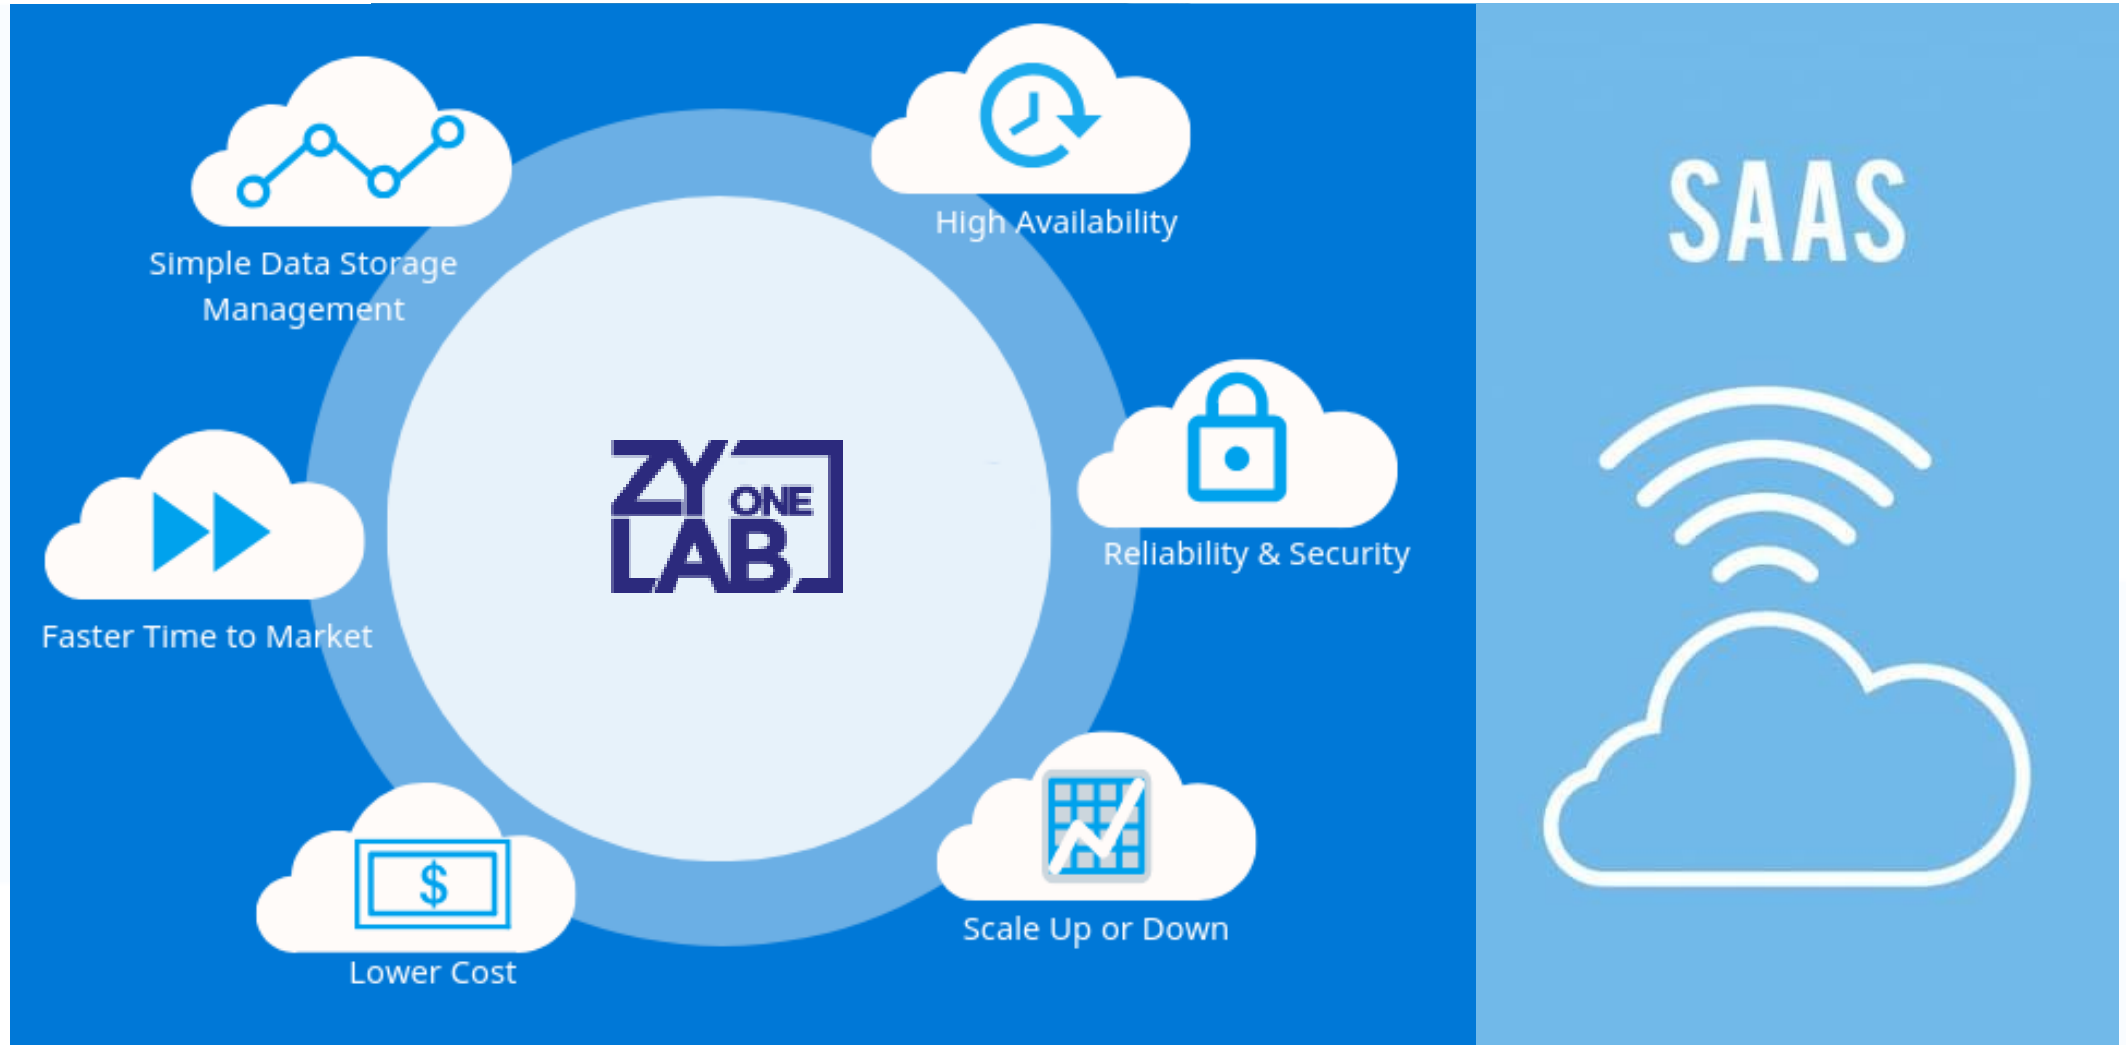 Simple Data Storage
Management
High Availability
SAAS
ZY ONE
LAB
Reliability & Security
Faster Time to Market
$
Scale Up or Down
Lower Cost